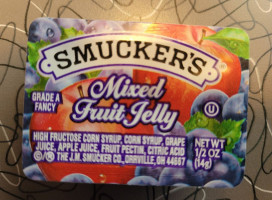 SMUCKER'S
Mixed
Fruit Jelly
GRADE A
FANCY
U
HIGH FRUCTOSE CORN SYRUP, CORN SYRUP, GRAPE
JUICE, APPLE JUICE, FRUIT PECTIN, CITRIC ACID
©/® THE J.M. SMUCKER CO., ORRVILLE, OH 44667
NET WT
1/2 OZ
(14g)